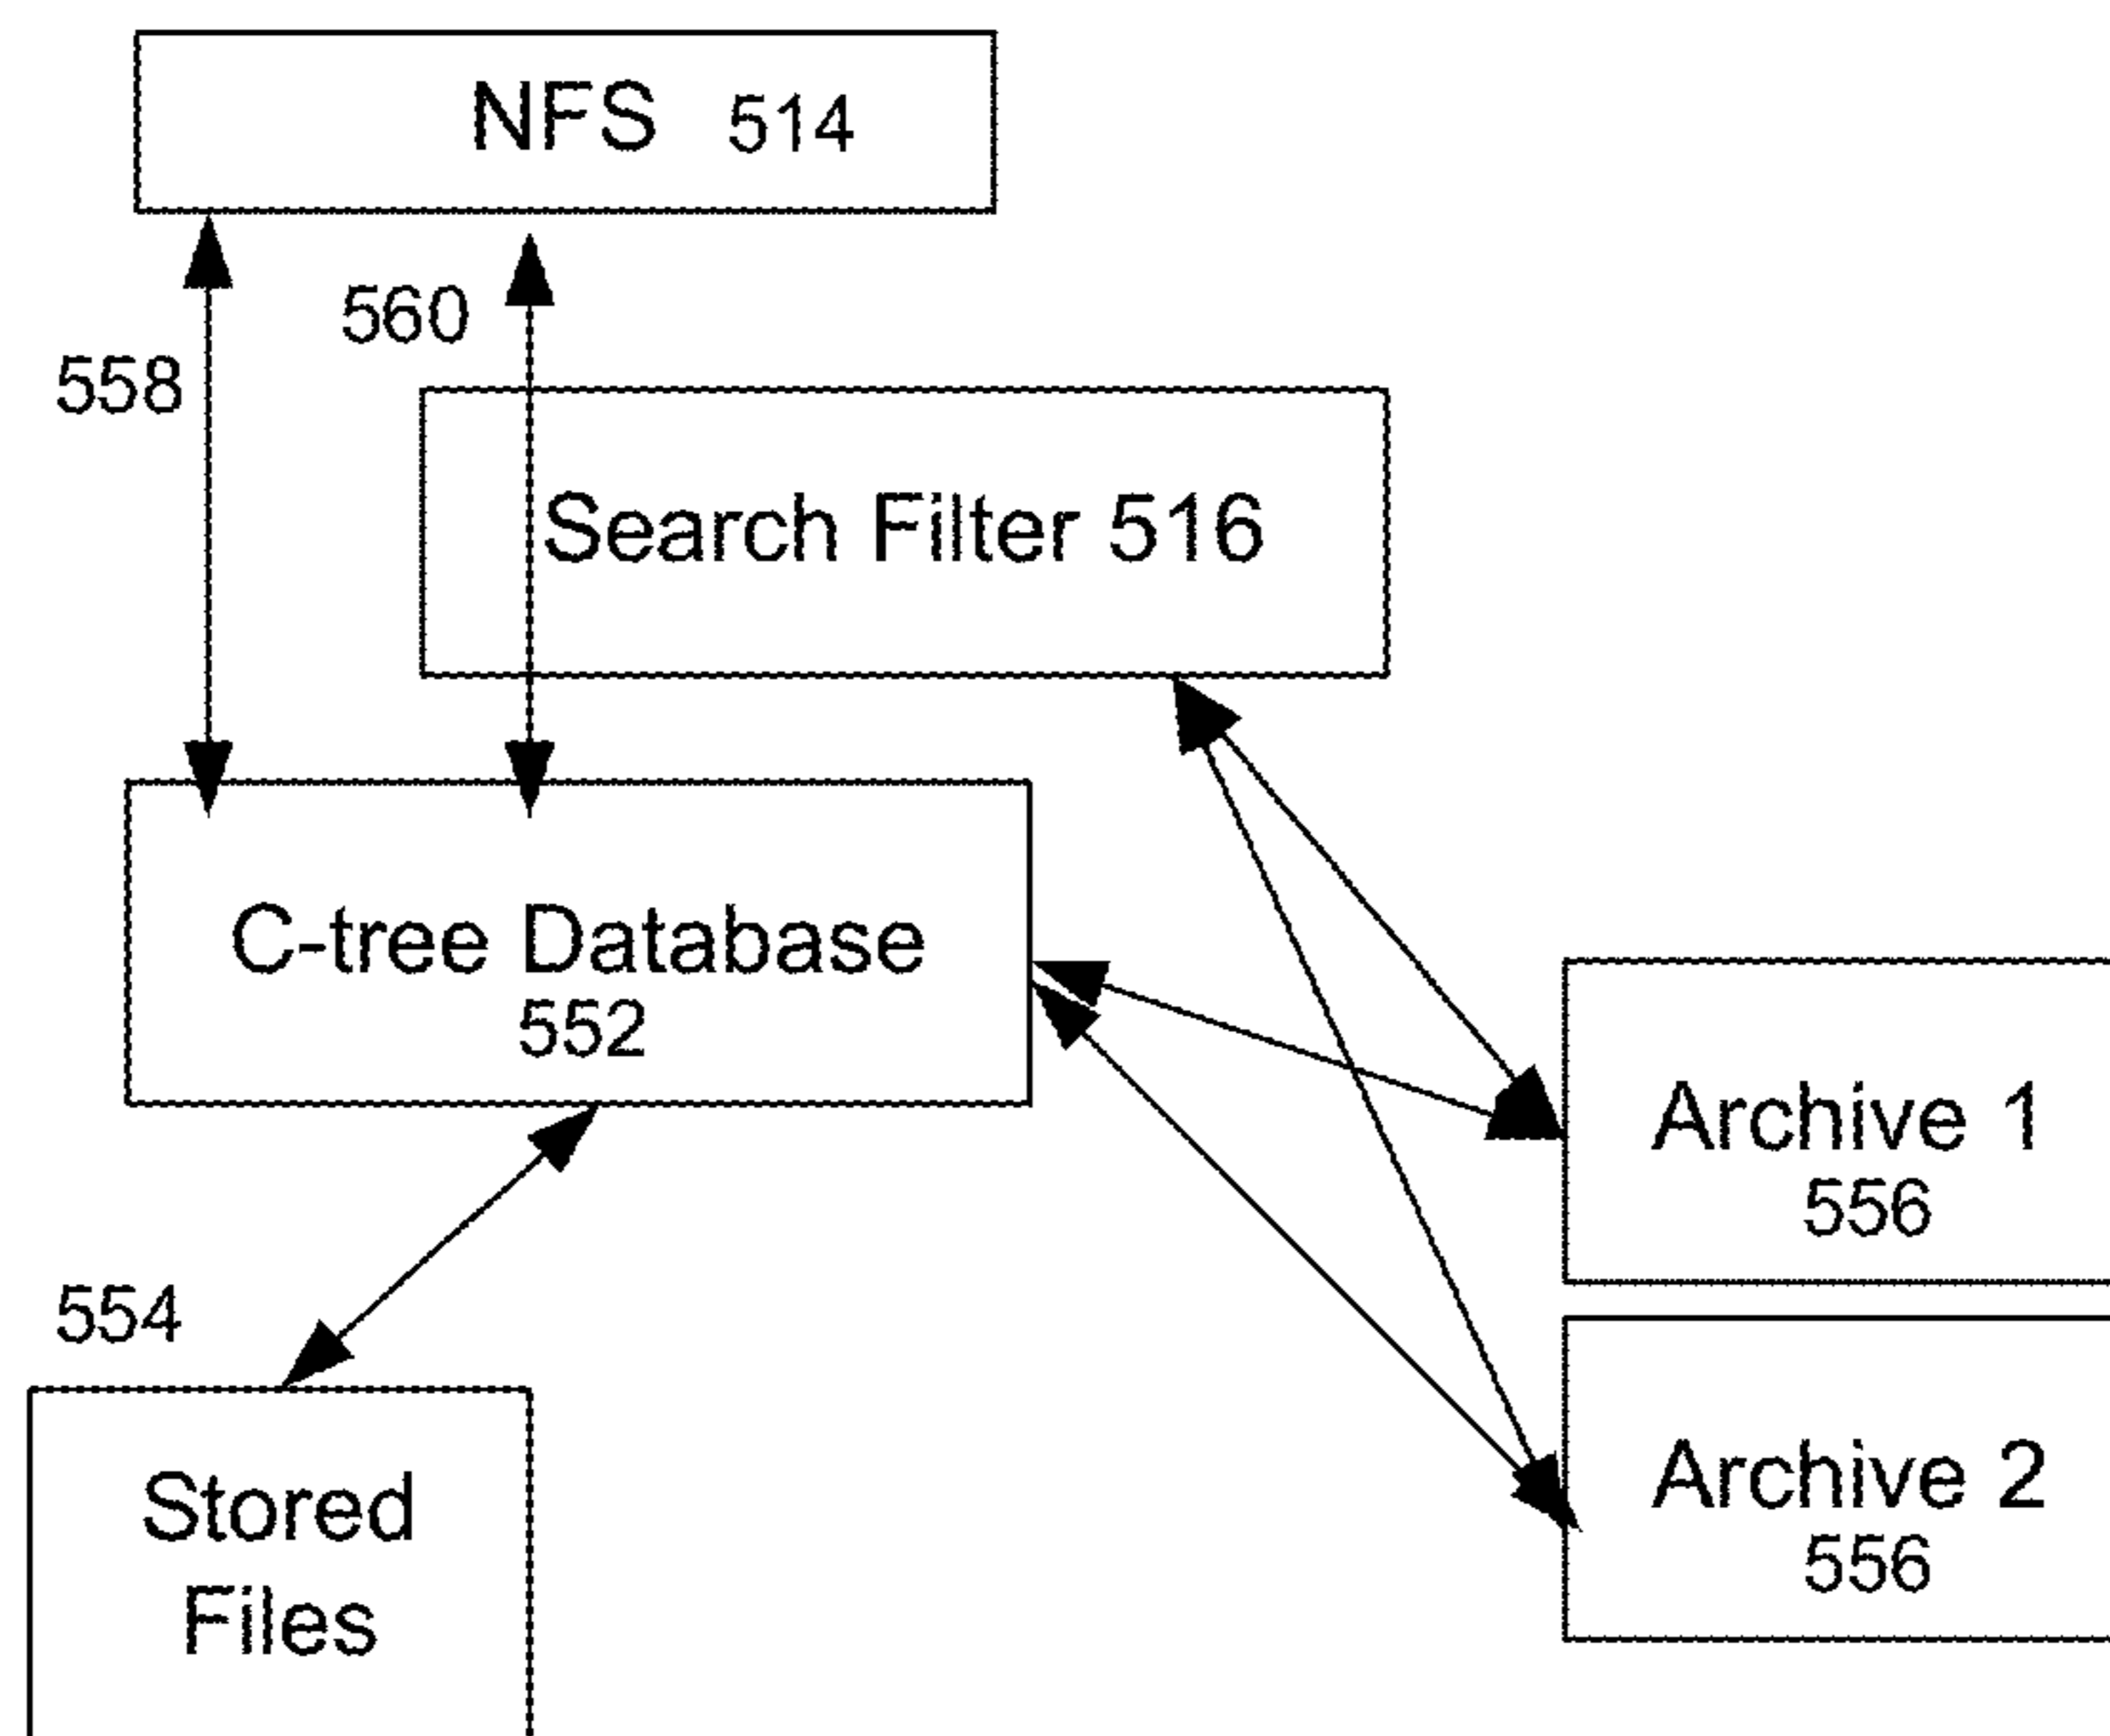 NFS 514
560
558
Search Filter 516
C-tree Database
552
Archive 1
556
554
Archive 2
556
Stored
Files